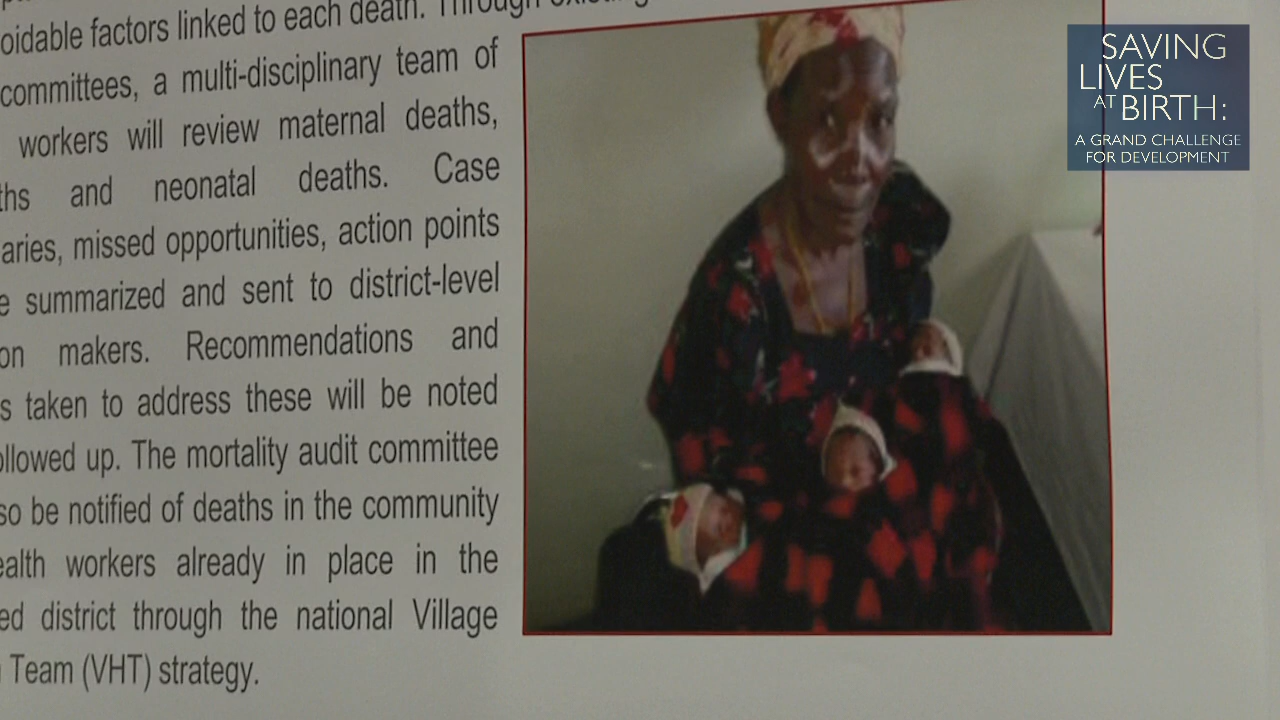 oidable factors linked to each death. Through existing
committees, a multi-disciplinary team of
workers will review maternal deaths,
ths and neonatal deaths. Case
aries, missed opportunities, action points
e summarized and sent to district-level
on makers. Recommendations and
s taken to address these will be noted
ollowed up. The mortality audit committee
so be notified of deaths in the community
ealth workers already in place in the
ed district through the national Village
Team (VHT) strategy.
SAVING
LIVES
AT BIRTH:
A GRAND CHALLENGE
FOR DEVELOPMENT